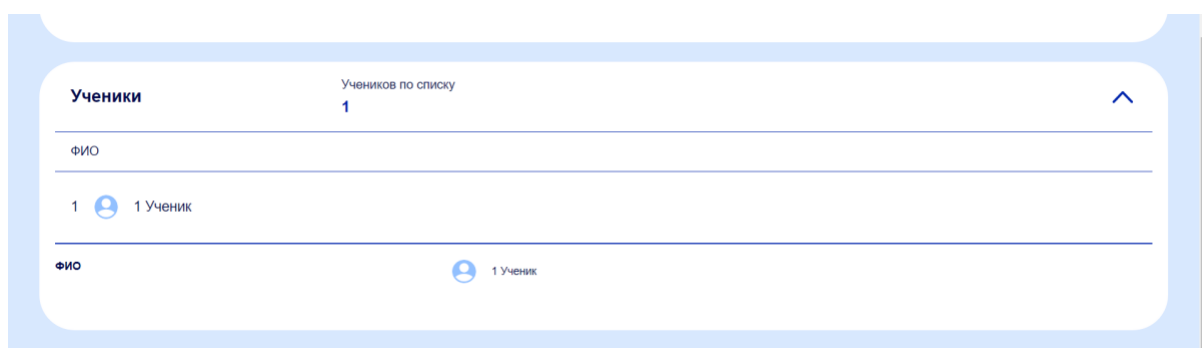 Ученики
Учеников по списку
1
ФИО
1 1 Ученик
ФИО 1 Ученик